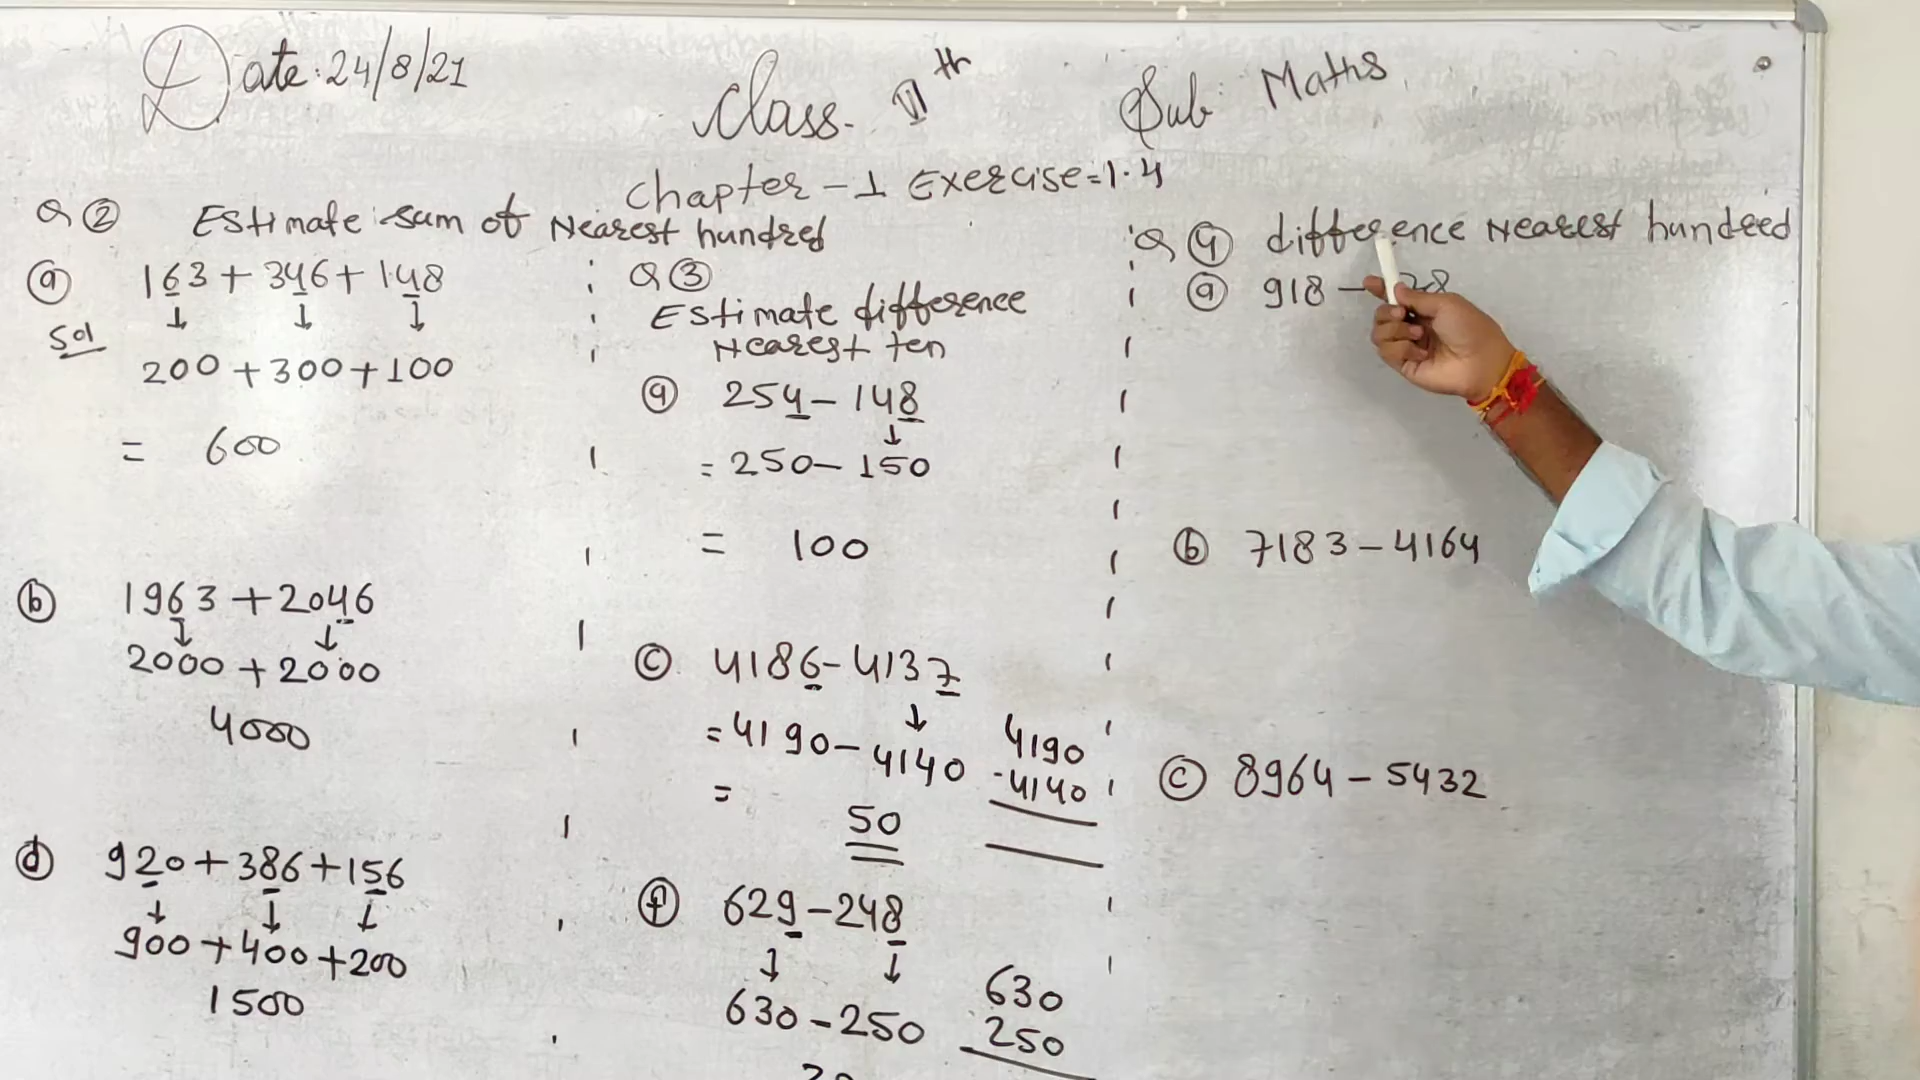 Date: 24/8/21
Class- VIth
Sub: Maths
Chapter - 1 Exercise = 1.4
Q ② Estimate sum of Nearest hundred
ⓐ 163 + 346 + 148
Sol
200 + 300 + 100
= 600
ⓑ 1963 + 2046
2000 + 2000
4000
ⓓ 920 + 386 + 156
900 + 400 + 200
1500
Q ③
Estimate difference
Nearest ten
ⓐ 254 - 148
= 250 - 150
= 100
ⓒ 4186 - 4137
= 4190 - 4140
= 50
4190
-4140
ⓕ 629 - 248
630 - 250
630
250
Q ④ difference Nearest hundred
ⓐ 918 -
ⓑ 7183 - 4164
ⓒ 8964 - 5432